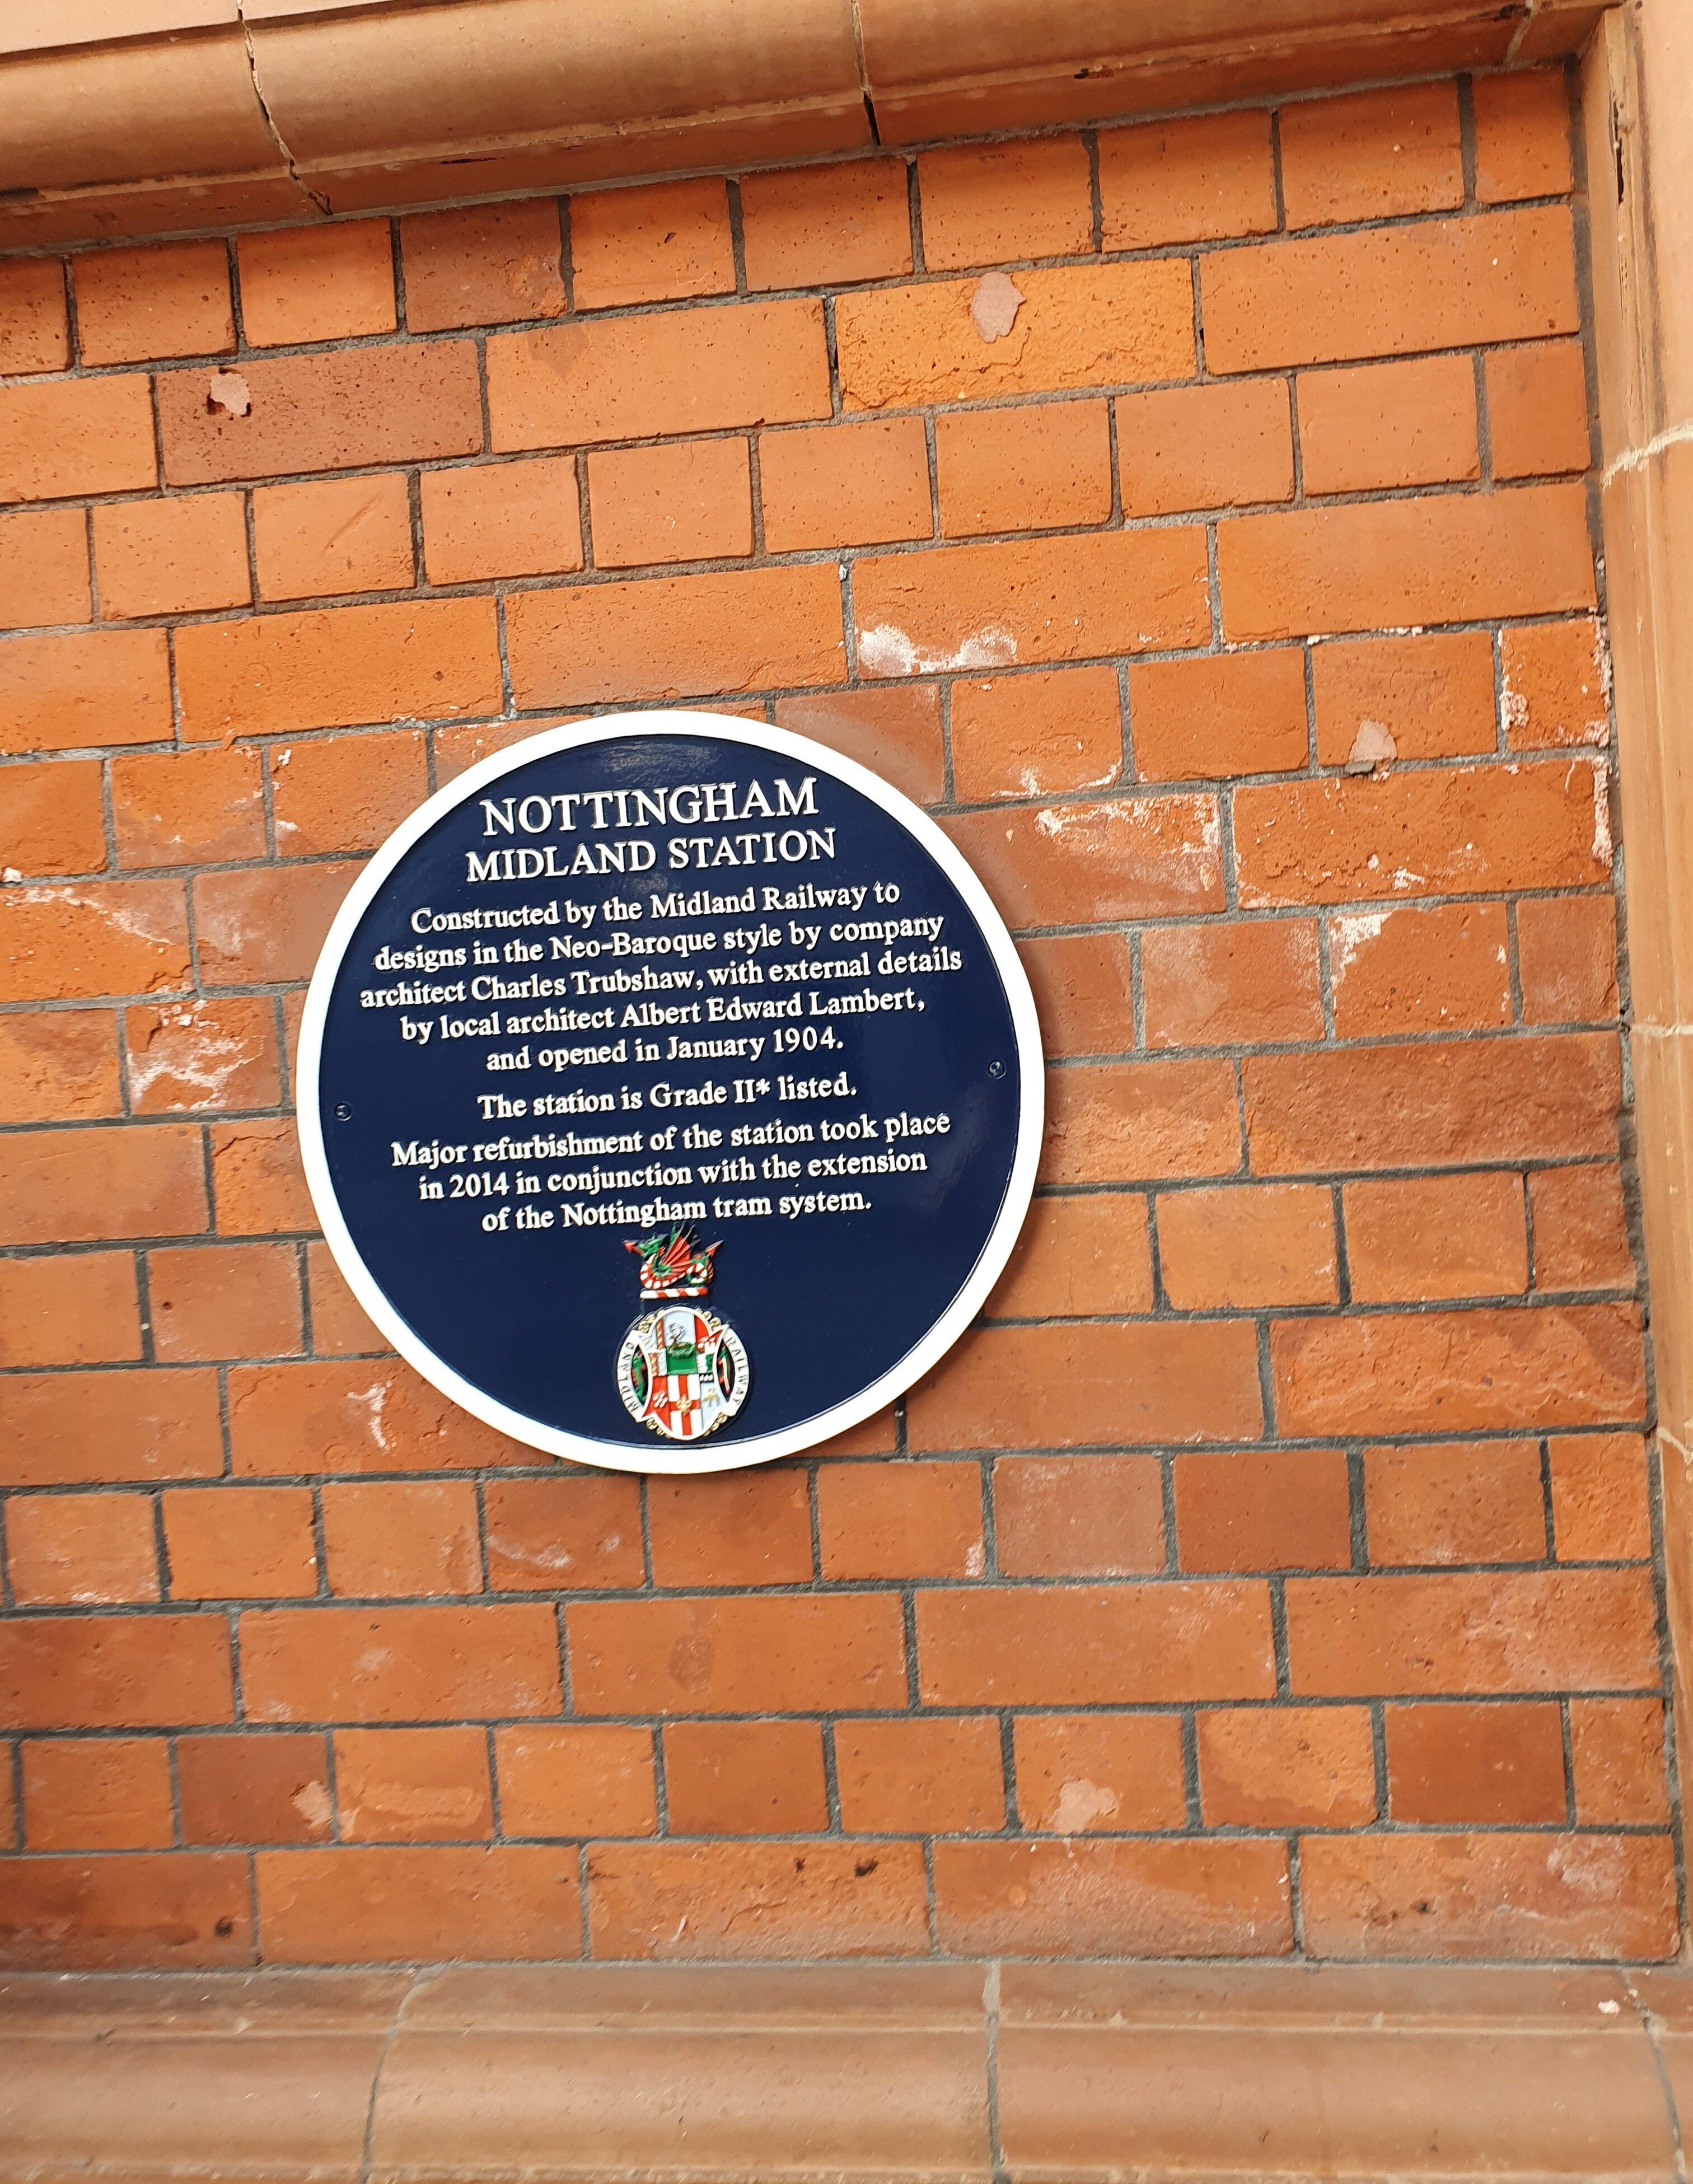 NOTTINGHAM
MIDLAND STATION
Constructed by the Midland Railway to
designs in the Neo-Baroque style by company
architect Charles Trubshaw, with external details
by local architect Albert Edward Lambert,
and opened in January 1904.
The station is Grade II* listed.
Major refurbishment of the station took place
in 2014 in conjunction with the extension
of the Nottingham tram system.
MIDLAND RAILWAY